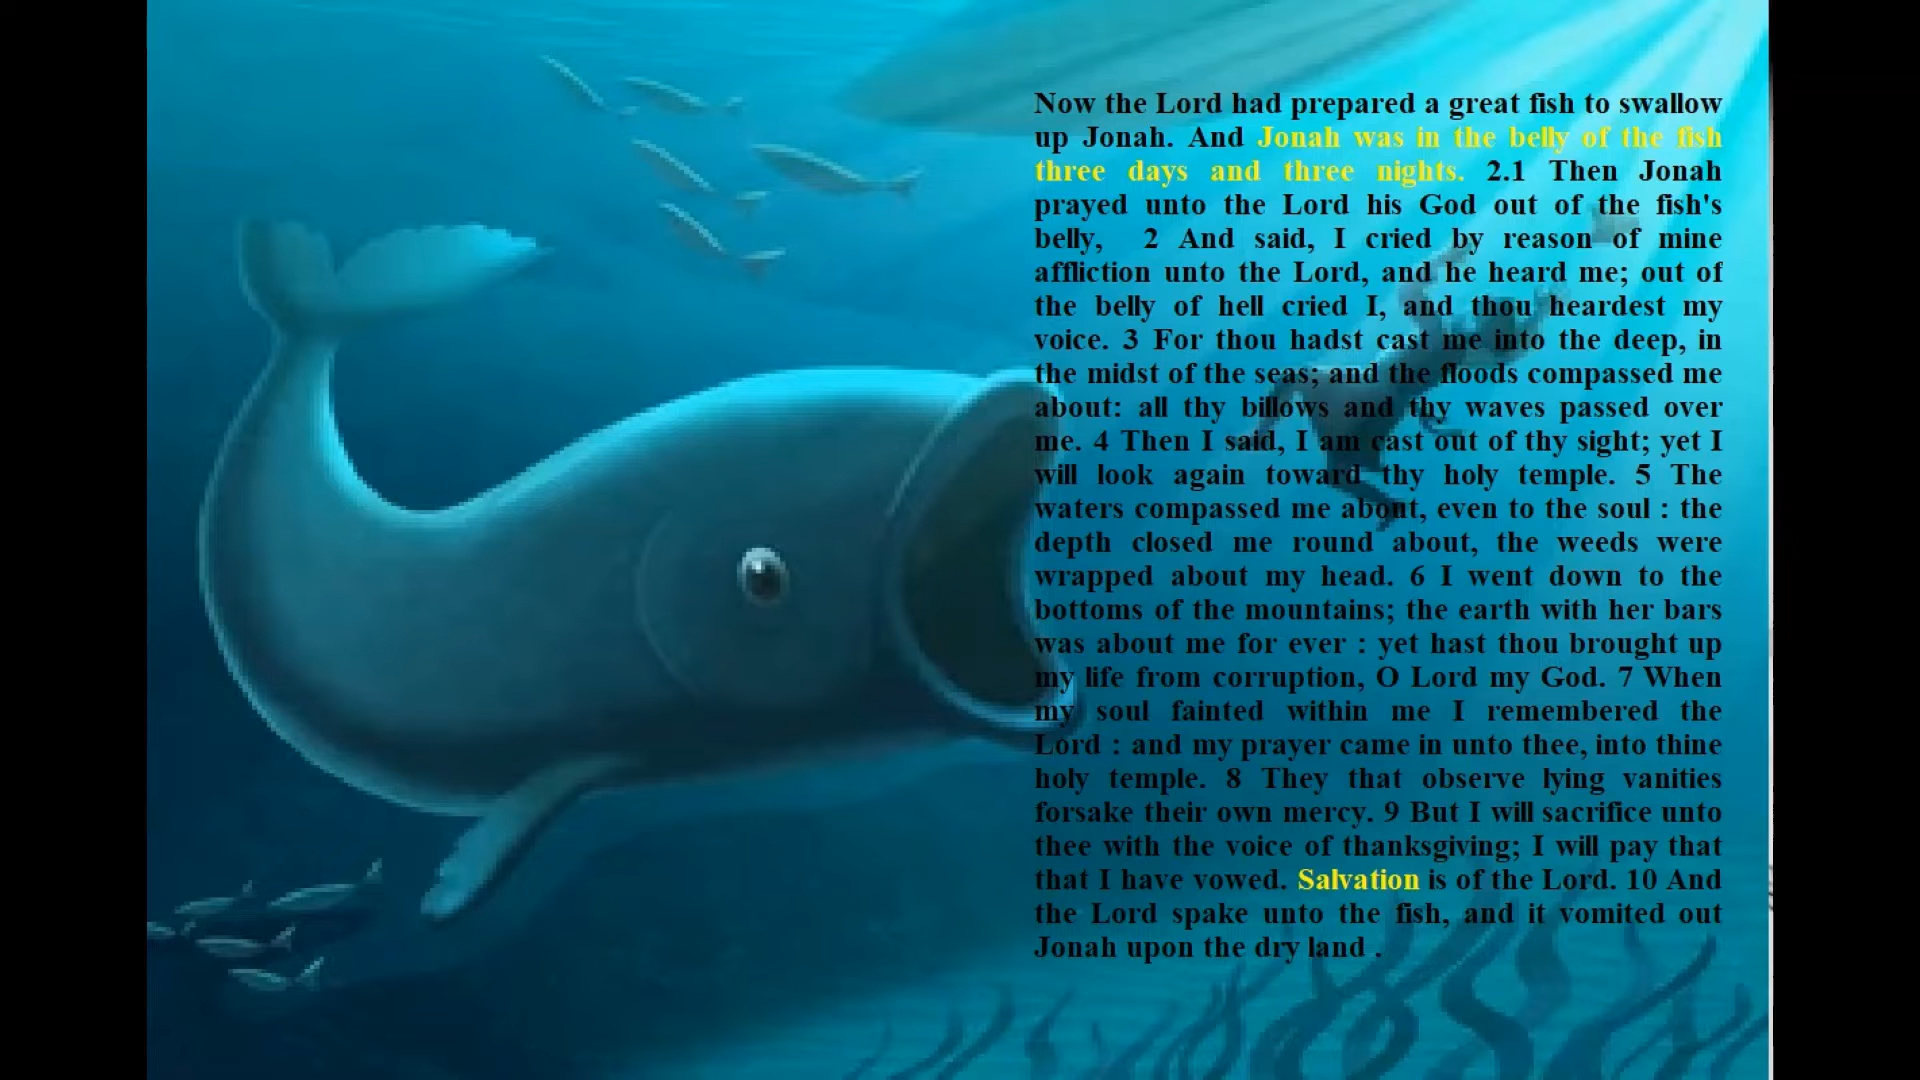 Now the Lord had prepared a great fish to swallow
up Jonah. And Jonah was in the belly of the fish
three days and three nights. 2.1 Then Jonah
prayed unto the Lord his God out of the fish's
belly, 2 And said, I cried by reason of mine
affliction unto the Lord, and he heard me; out of
the belly of hell cried I, and thou heardest my
voice. 3 For thou hadst cast me into the deep, in
the midst of the seas; and the floods compassed me
about: all thy billows and thy waves passed over
me. 4 Then I said, I am cast out of thy sight; yet I
will look again toward thy holy temple. 5 The
waters compassed me about, even to the soul : the
depth closed me round about, the weeds were
wrapped about my head. 6 I went down to the
bottoms of the mountains; the earth with her bars
was about me for ever : yet hast thou brought up
my life from corruption, O Lord my God. 7 When
my soul fainted within me I remembered the
Lord : and my prayer came in unto thee, into thine
holy temple. 8 They that observe lying vanities
forsake their own mercy. 9 But I will sacrifice unto
thee with the voice of thanksgiving; I will pay that
that I have vowed. Salvation is of the Lord. 10 And
the Lord spake unto the fish, and it vomited out
Jonah upon the dry land .